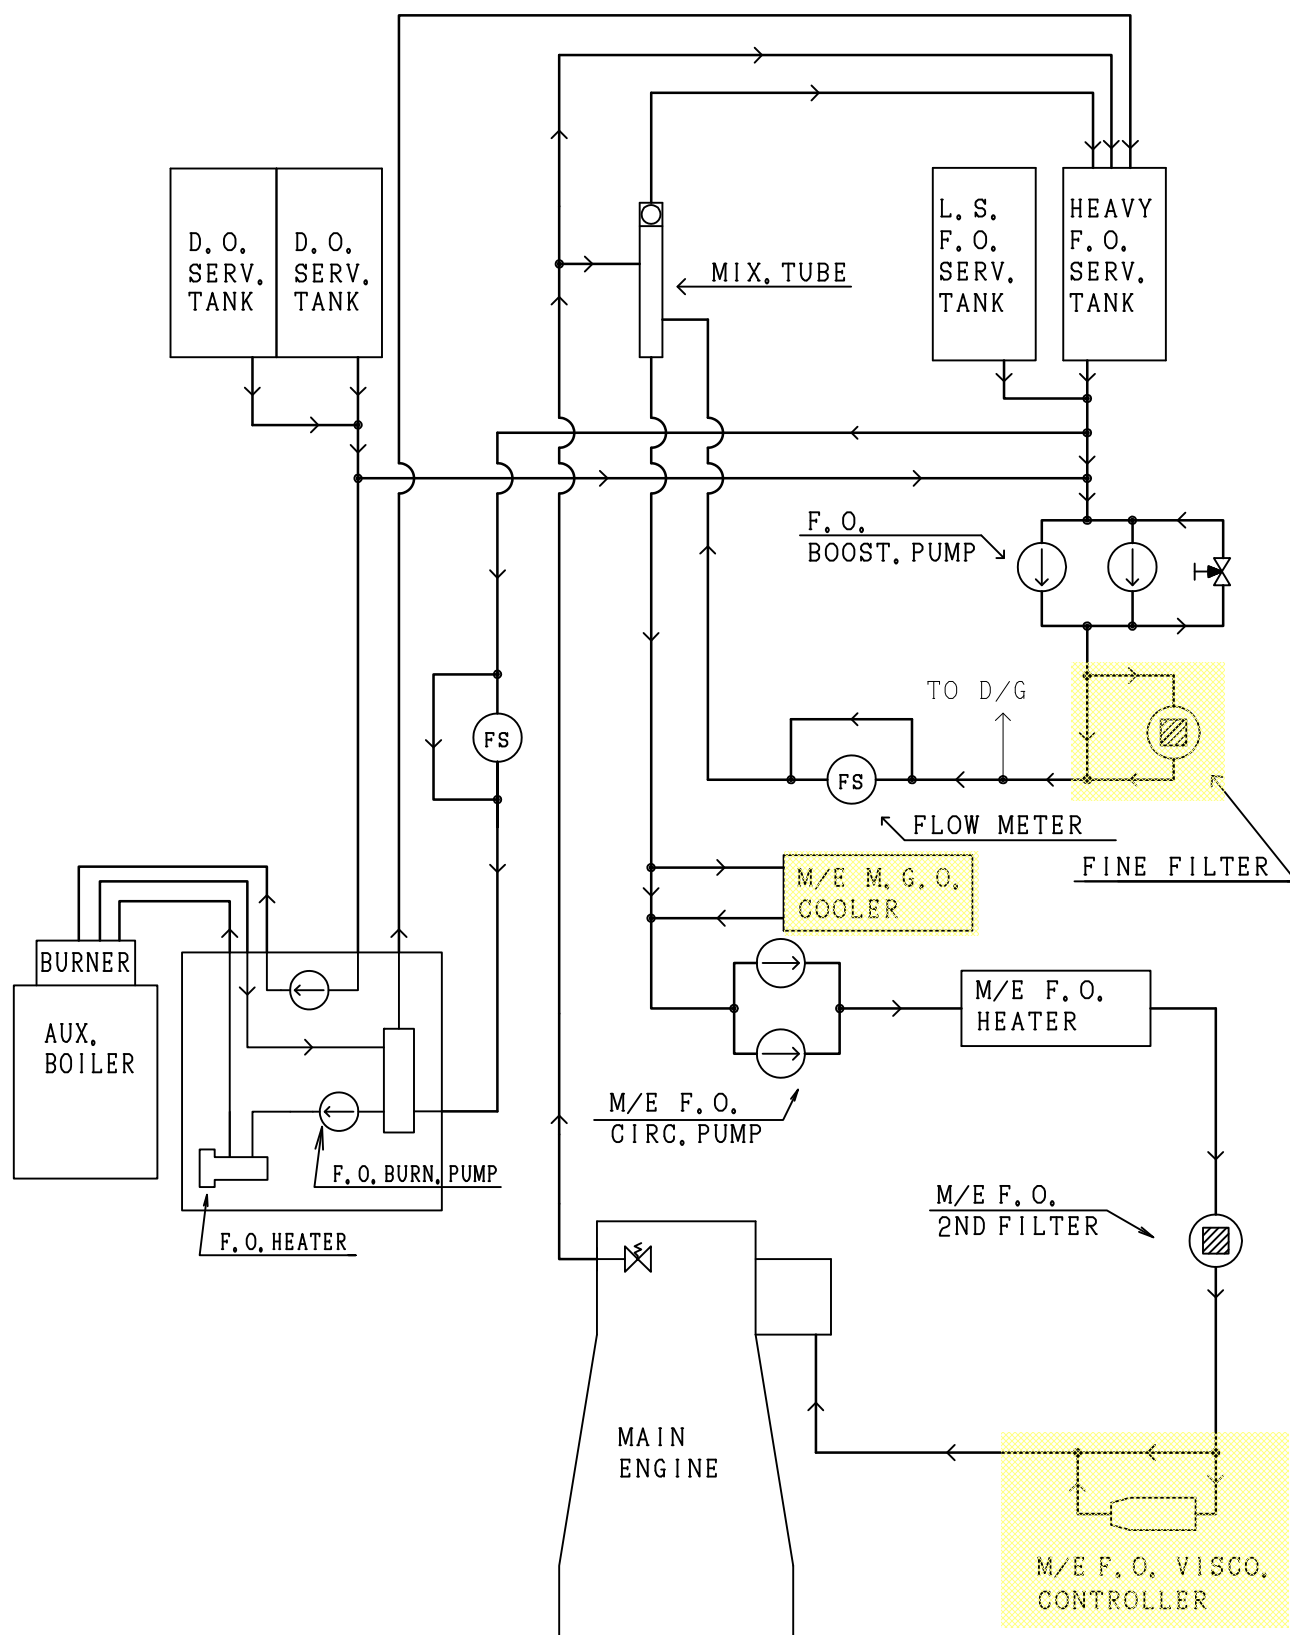 D.O.
SERV.
TANK
D.O.
SERV.
TANK
MIX. TUBE
L.S.
F.O.
SERV.
TANK
HEAVY
F.O.
SERV.
TANK
F.O.
BOOST. PUMP
TO D/G
FS
FS
FLOW METER
FINE FILTER
M/E M.G.O.
COOLER
BURNER
AUX.
BOILER
M/E F.O.
HEATER
M/E F.O.
CIRC. PUMP
F.O. BURN. PUMP
F.O. HEATER
M/E F.O.
2ND FILTER
MAIN
ENGINE
M/E F.O. VISCO.
CONTROLLER